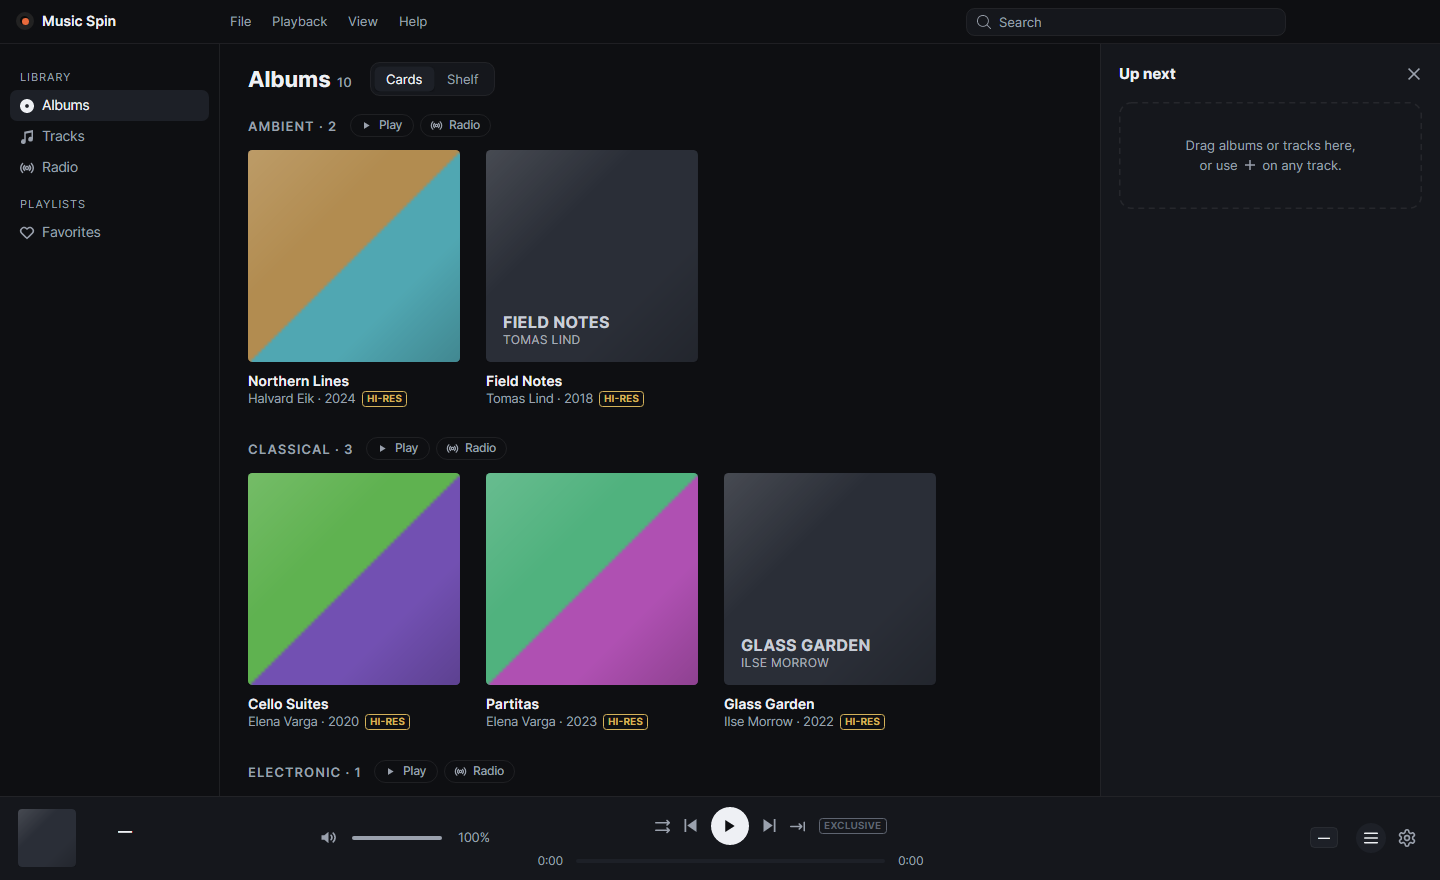 Music Spin
File Playback View Help
Search
LIBRARY
Albums
Tracks
Radio
PLAYLISTS
Favorites
Albums 10
Cards Shelf
AMBIENT · 2 Play Radio
FIELD NOTES
TOMAS LIND
Northern Lines
Halvard Eik · 2024 HI-RES
Field Notes
Tomas Lind · 2018 HI-RES
CLASSICAL · 3 Play Radio
GLASS GARDEN
ILSE MORROW
Cello Suites
Elena Varga · 2020 HI-RES
Partitas
Elena Varga · 2023 HI-RES
Glass Garden
Ilse Morrow · 2022 HI-RES
ELECTRONIC · 1 Play Radio
Up next
Drag albums or tracks here,
or use + on any track.
—
100%
EXCLUSIVE
0:00 0:00
—